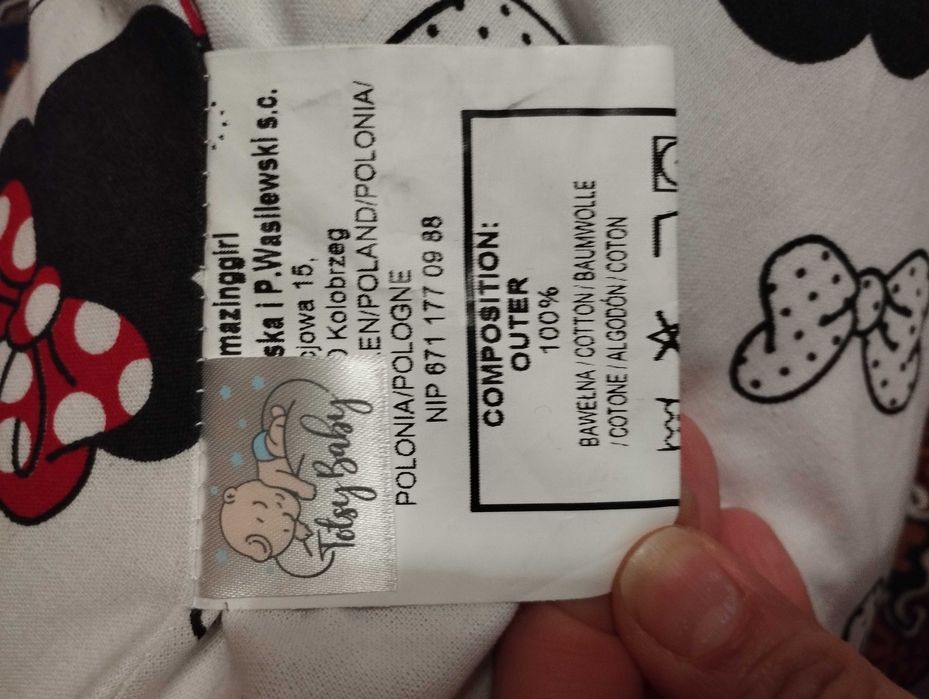 mazinggirl
ska i P.Wasilewski s.c.
cjowa 15,
Kolobrzeg
EN/POLAND/POLONIA/
POLONIA/POLOGNE
NIP 671 177 09 88
Totsy Baby
COMPOSITION:
OUTER
100%
BAWEŁNA / COTTON / BAUMWOLLE
/ COTONE / ALGODÓN / COTON